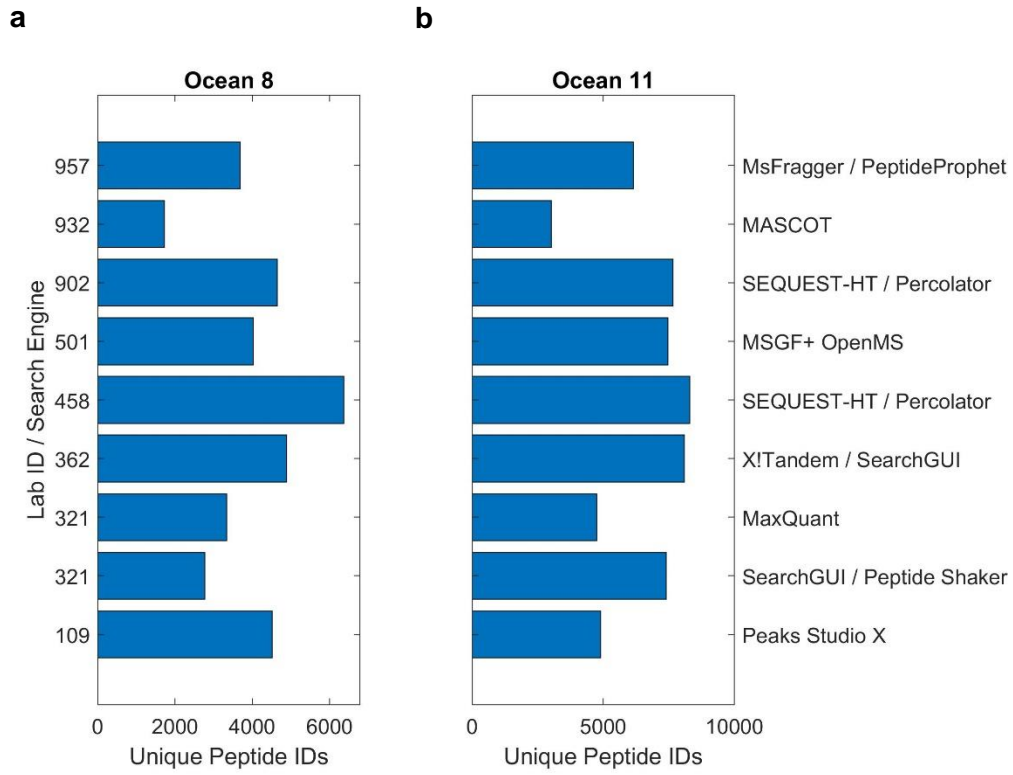 a
b
Ocean 8
Ocean 11
Lab ID / Search Engine
957
MsFragger / PeptideProphet
932
MASCOT
902
SEQUEST-HT / Percolator
501
MSGF+ OpenMS
458
SEQUEST-HT / Percolator
362
X!Tandem / SearchGUI
321
MaxQuant
321
SearchGUI / Peptide Shaker
109
Peaks Studio X
0 2000 4000 6000
0 5000 10000
Unique Peptide IDs
Unique Peptide IDs